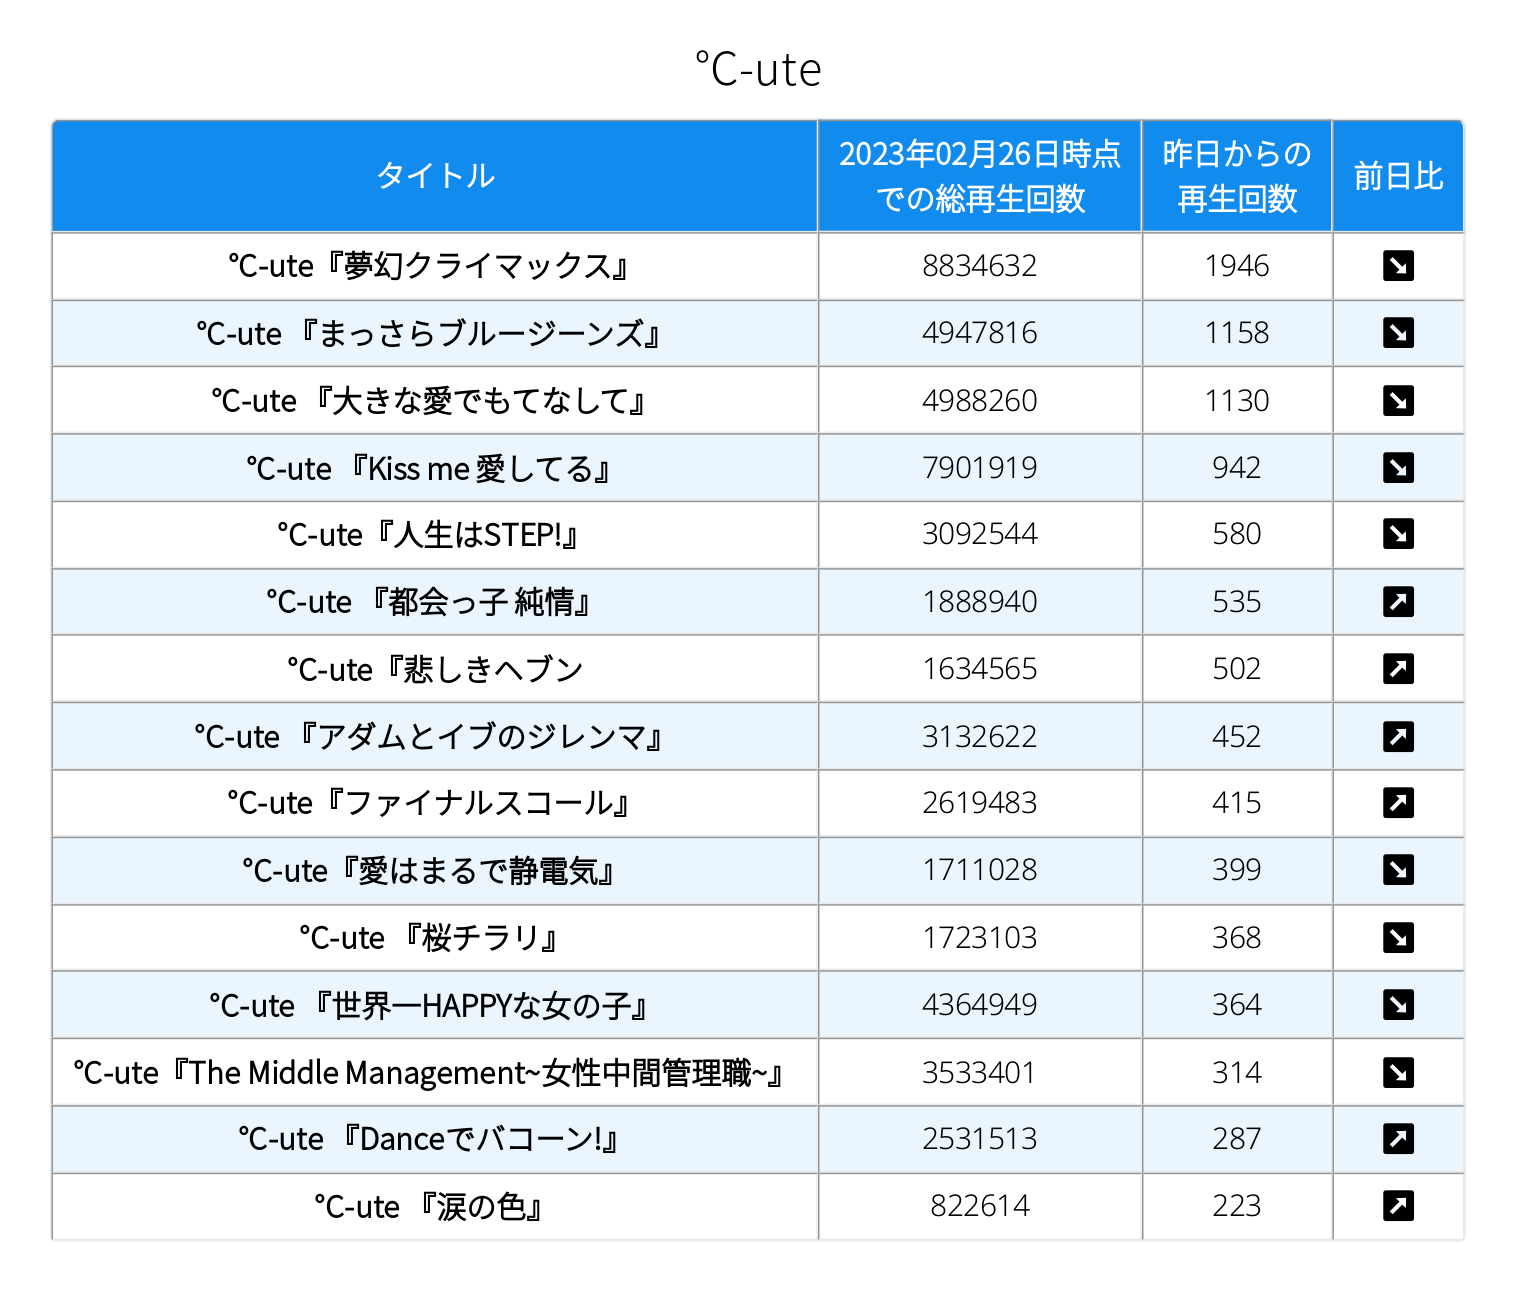 ℃-ute
タイトル 2023年02月26日時点での総再生回数 昨日からの再生回数 前日比
℃-ute『夢幻クライマックス』 8834632 1946 ↘
℃-ute 『まっさらブルージーンズ』 4947816 1158 ↘
℃-ute 『大きな愛でもてなして』 4988260 1130 ↘
℃-ute 『Kiss me 愛してる』 7901919 942 ↘
℃-ute『人生はSTEP!』 3092544 580 ↘
℃-ute 『都会っ子 純情』 1888940 535 ↗
℃-ute『悲しきヘブン 1634565 502 ↗
℃-ute 『アダムとイブのジレンマ』 3132622 452 ↗
℃-ute『ファイナルスコール』 2619483 415 ↗
℃-ute『愛はまるで静電気』 1711028 399 ↘
℃-ute 『桜チラリ』 1723103 368 ↘
℃-ute 『世界一HAPPYな女の子』 4364949 364 ↘
℃-ute『The Middle Management~女性中間管理職~』 3533401 314 ↘
℃-ute 『Danceでバコーン!』 2531513 287 ↗
℃-ute 『涙の色』 822614 223 ↗